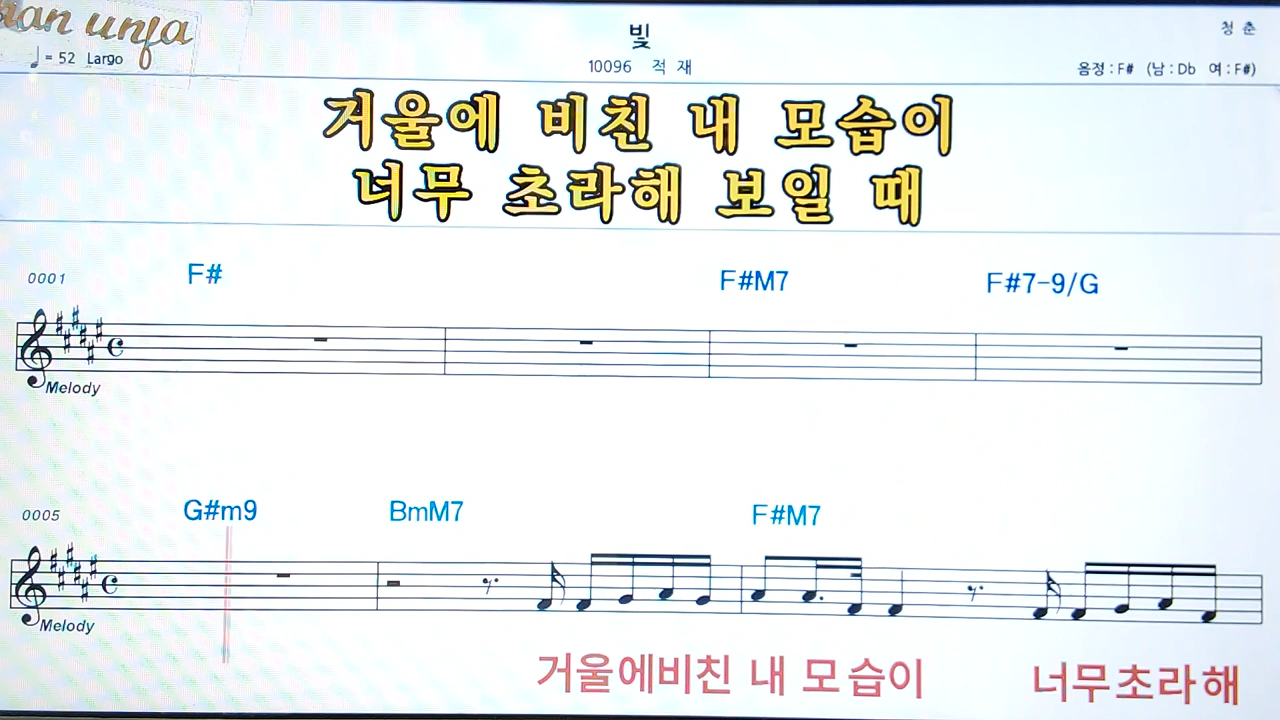 ♩= 52 Largo
빛
청 춘
10096 적 재
음정 : F# (남 : Db 여 : F#)
거울에 비친 내 모습이
너무 초라해 보일 때
0001
F# F#M7 F#7-9/G
Melody
0005
G#m9 BmM7 F#M7
Melody
거울에비친 내 모습이 너무초라해